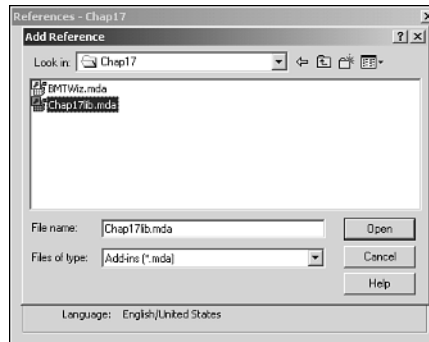 References - Chap17
Add Reference
Look in: Chap17
BMTWiz.mda
Chap17lib.mda
File name: Chap17lib.mda Open
Files of type: Add-ins (*.mda) Cancel
Help
Language: English/United States